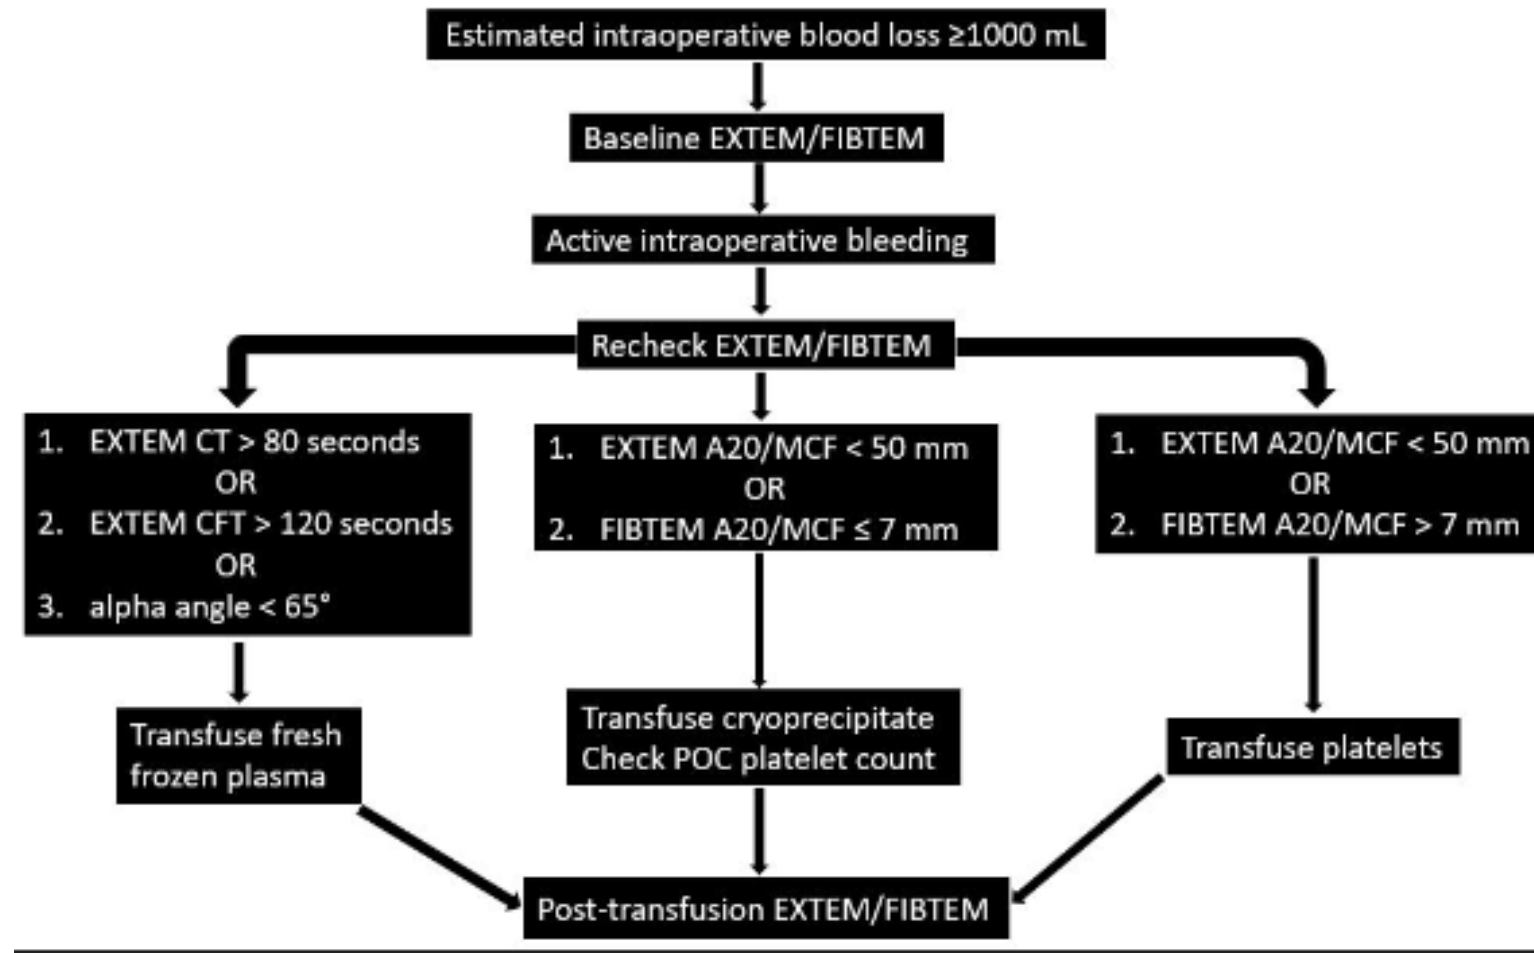 Estimated intraoperative blood loss ≥1000 mL
Baseline EXTEM/FIBTEM
Active intraoperative bleeding
Recheck EXTEM/FIBTEM
1. EXTEM CT > 80 seconds
OR
2. EXTEM CFT > 120 seconds
OR
3. alpha angle < 65°
1. EXTEM A20/MCF < 50 mm
OR
2. FIBTEM A20/MCF ≤ 7 mm
1. EXTEM A20/MCF < 50 mm
OR
2. FIBTEM A20/MCF > 7 mm
Transfuse fresh
frozen plasma
Transfuse cryoprecipitate
Check POC platelet count
Transfuse platelets
Post-transfusion EXTEM/FIBTEM